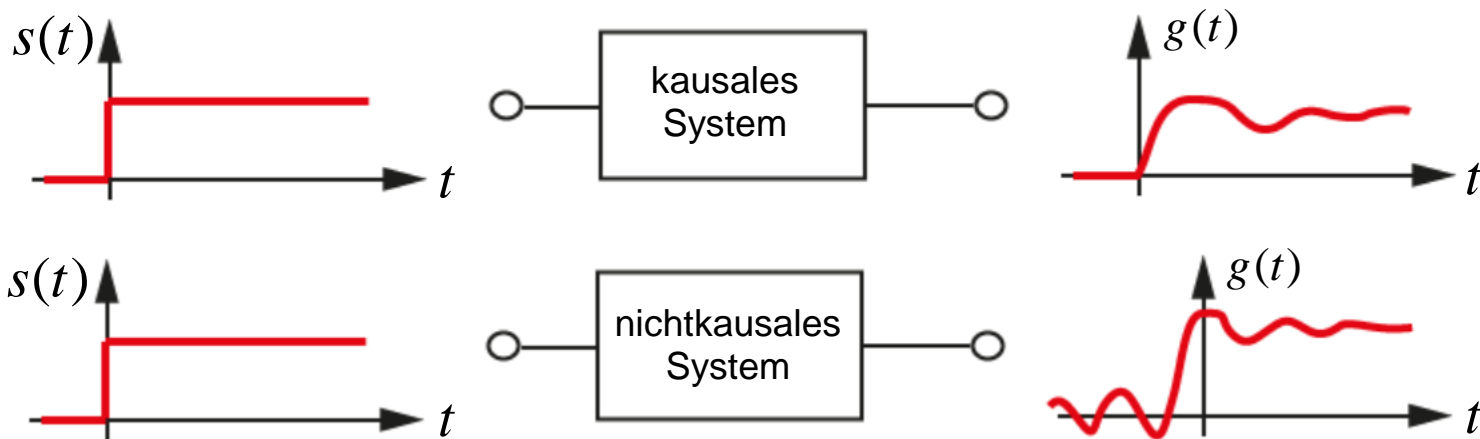 s(t)
kausales
System
g(t)
t
t
s(t)
nichtkausales
System
g(t)
t
t